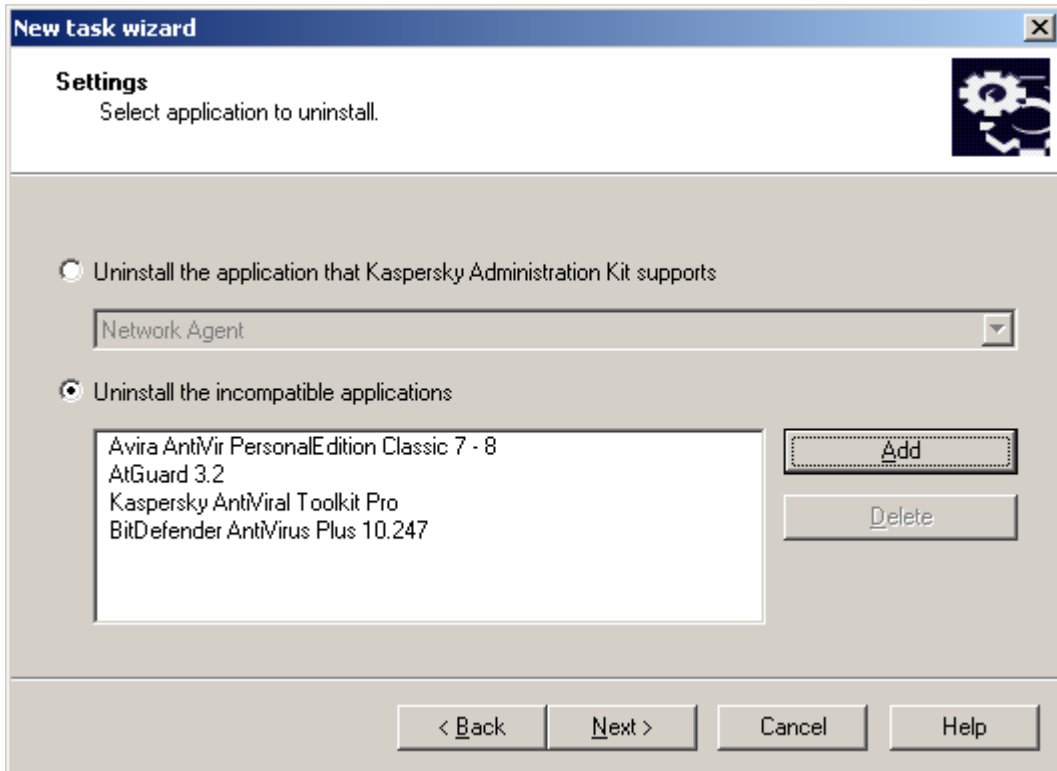 New task wizard
Settings
Select application to uninstall.
Uninstall the application that Kaspersky Administration Kit supports
Network Agent
Uninstall the incompatible applications
Avira AntiVir PersonalEdition Classic 7 - 8
AtGuard 3.2
Kaspersky AntiViral Toolkit Pro
BitDefender AntiVirus Plus 10.247
Add
Delete
< Back
Next >
Cancel
Help